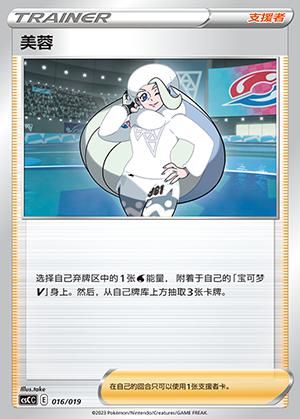 TRAINER 支援者
美蓉
J61
选择自己弃牌区中的1张能量，附着于自己的「宝可梦
V」身上。然后，从自己牌库上方抽取3张卡牌。
Illus.take
csCC E 016/019
在自己的回合只可以使用1张支援者卡。
©2023 Pokémon/Nintendo/Creatures/GAME FREAK.